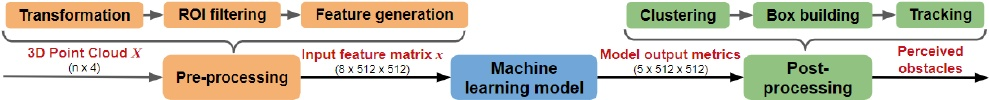 Transformation
ROI filtering
Feature generation
Clustering
Box building
Tracking
3D Point Cloud X
(n x 4)
Pre-processing
Input feature matrix x
(8 x 512 x 512)
Machine
learning model
Model output metrics
(5 x 512 x 512)
Post-
processing
Perceived
obstacles